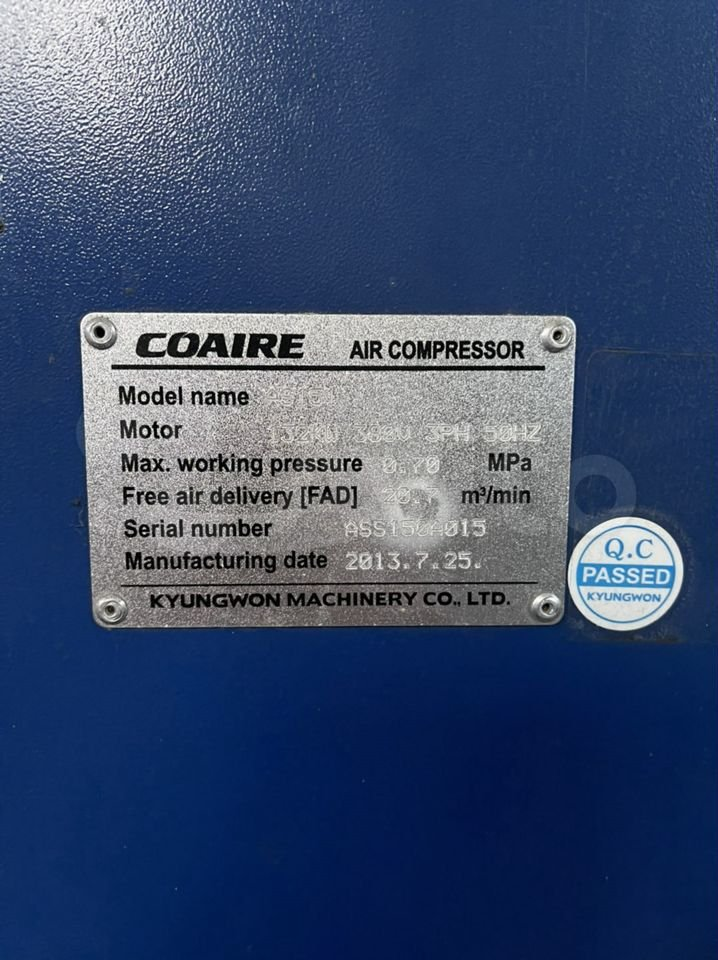 COAIRE AIR COMPRESSOR
Model name
Motor 132KW 380V 3PH 50HZ
Max. working pressure 0.70 MPa
Free air delivery [FAD] m³/min
Serial number ASS150A015
Manufacturing date 2013.7.25.
KYUNGWON MACHINERY CO., LTD.
Q.C
PASSED
KYUNGWON